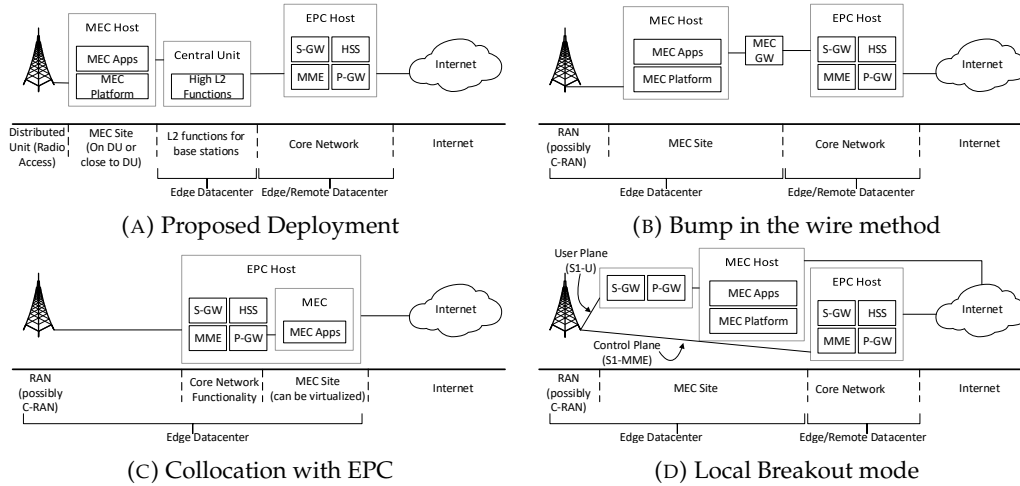 MEC Host
MEC Apps
MEC
Platform
Central Unit
High L2
Functions
EPC Host
S-GW
HSS
MME
P-GW
Internet
Distributed
Unit (Radio
Access)
MEC Site
(On DU or
close to DU)
L2 functions for
base stations
Core Network
Internet
Edge Datacenter
Edge/Remote Datacenter
(A) Proposed Deployment
MEC Host
MEC Apps
MEC Platform
MEC
GW
EPC Host
S-GW
HSS
MME
P-GW
Internet
RAN
(possibly
C-RAN)
MEC Site
Core Network
Internet
Edge Datacenter
Edge/Remote Datacenter
(B) Bump in the wire method
EPC Host
S-GW
HSS
MME
P-GW
MEC
MEC Apps
Internet
RAN
(possibly
C-RAN)
Core Network
Functionality
MEC Site
(can be virtualized)
Internet
Edge Datacenter
(C) Collocation with EPC
User Plane
(S1-U)
S-GW
P-GW
MEC Host
MEC Apps
MEC Platform
EPC Host
S-GW
HSS
MME
P-GW
Internet
Control Plane
(S1-MME)
RAN
(possibly
C-RAN)
MEC Site
Core Network
Internet
Edge Datacenter
Edge/Remote Datacenter
(D) Local Breakout mode